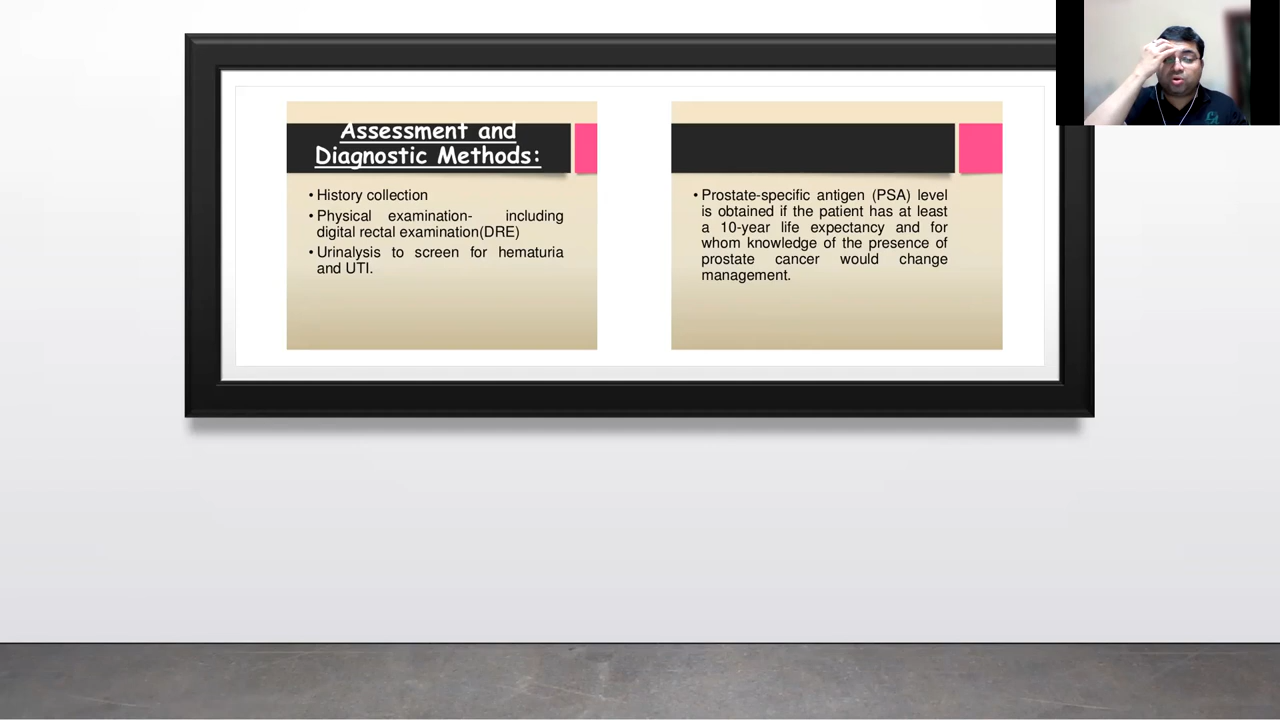 Assessment and
Diagnostic Methods:
• History collection
• Physical examination- including
digital rectal examination(DRE)
• Urinalysis to screen for hematuria
and UTI.
• Prostate-specific antigen (PSA) level
is obtained if the patient has at least
a 10-year life expectancy and for
whom knowledge of the presence of
prostate cancer would change
management.